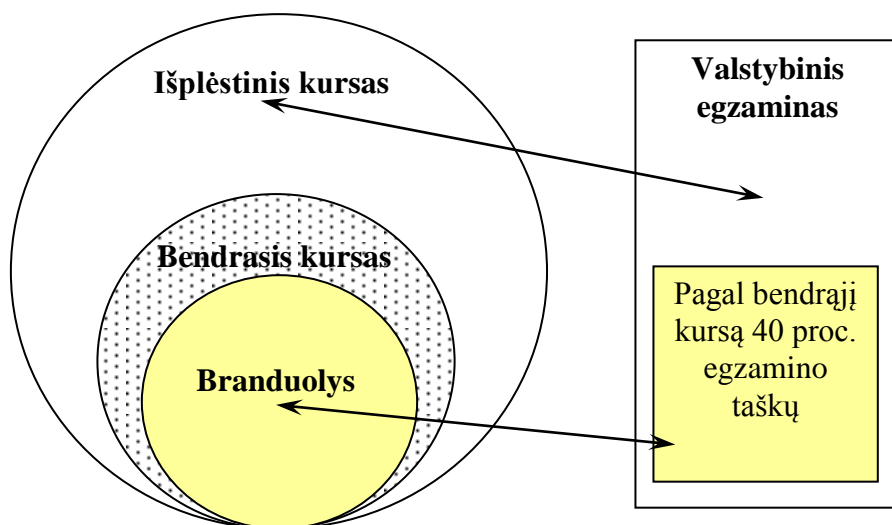 Išplėstinis kursas
Bendrasis kursas
Branduolys
Valstybinis
egzaminas
Pagal bendrąjį
kursą 40 proc.
egzamino
taškų